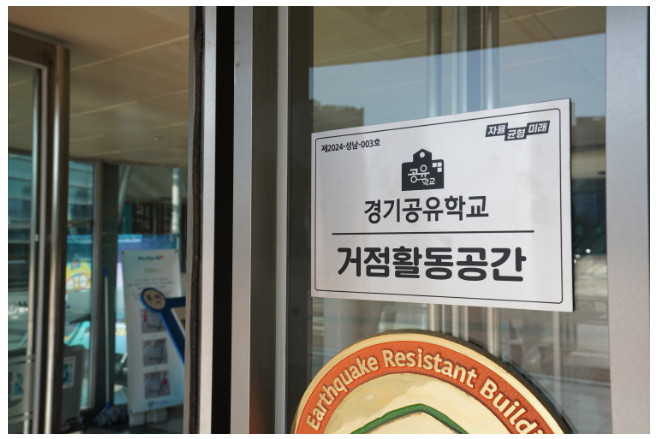 제2024-성남-003호
자율 균형 미래
공유
학교
경기공유학교
거점활동공간
Earthquake Resistant Buildin